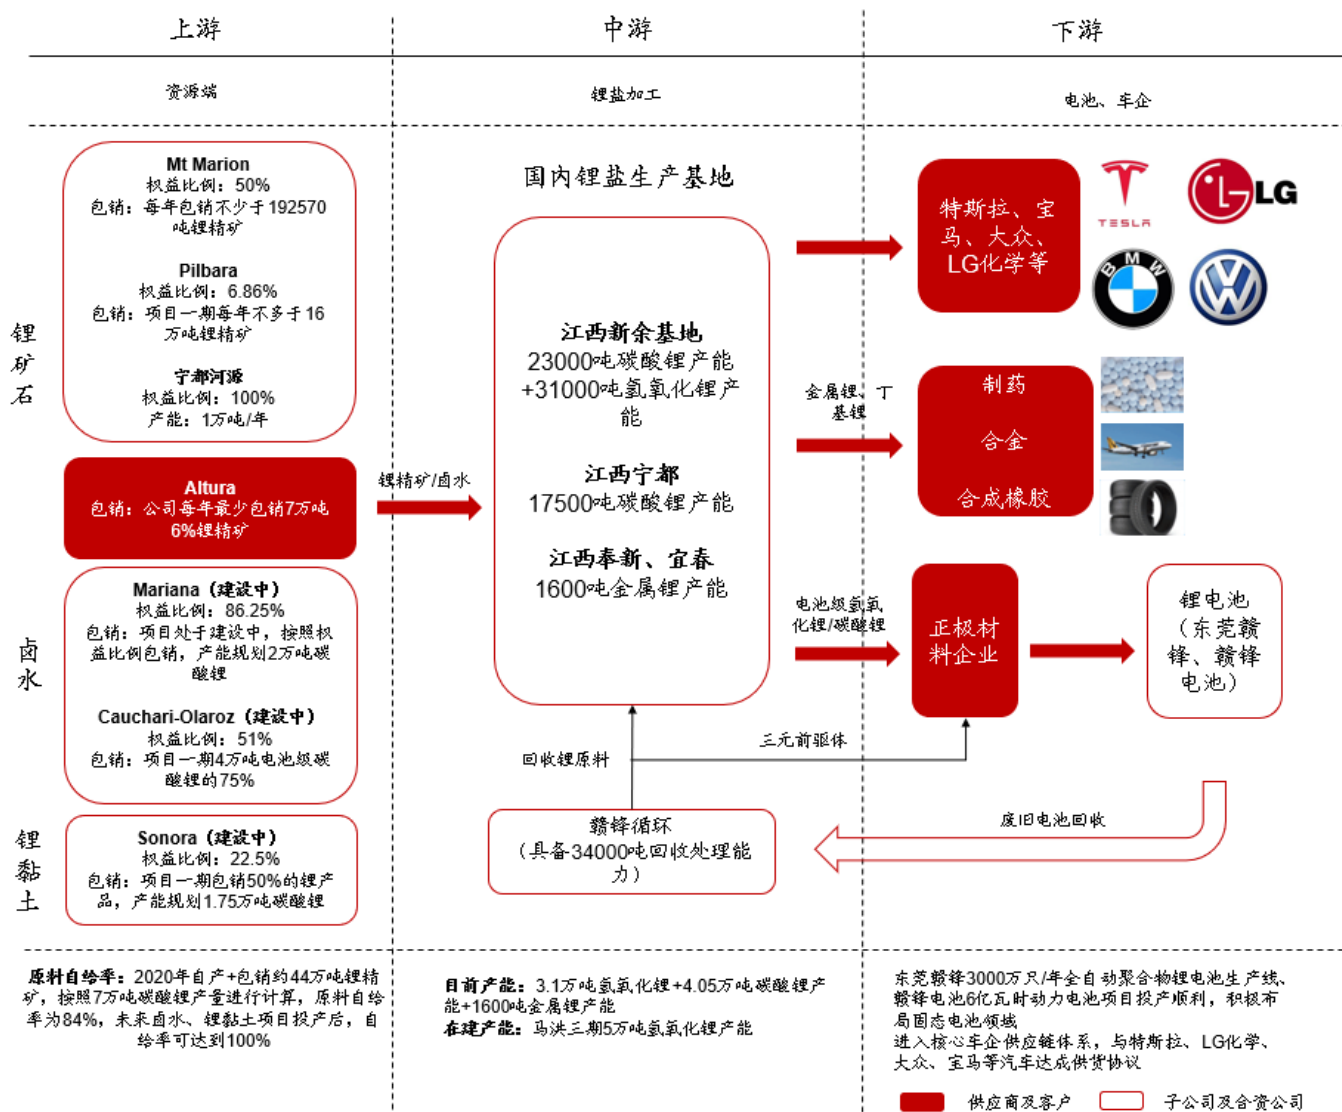 上游
中游
下游
资源端
锂盐加工
电池、车企
锂矿石
Mt Marion
权益比例：50%
包销：每年包销不少于192570
吨锂精矿
Pilbara
权益比例：6.86%
包销：项目一期每年不多于16
万吨锂精矿
宁都河源
权益比例：100%
产能：1万吨/年
Altura
包销：公司每年最少包销7万吨
6%锂精矿
卤水
Mariana（建设中）
权益比例：86.25%
包销：项目处于建设中，按照权
益比例包销，产能规划2万吨碳
酸锂
Cauchari-Olaroz（建设中）
权益比例：51%
包销：项目一期4万吨电池级碳
酸锂的75%
锂黏土
Sonora（建设中）
权益比例：22.5%
包销：项目一期包销50%的锂产
品，产能规划1.75万吨碳酸锂
锂精矿/卤水
国内锂盐生产基地
江西新余基地
23000吨碳酸锂产能
+31000吨氢氧化锂产
能
江西宁都
17500吨碳酸锂产能
江西奉新、宜春
1600吨金属锂产能
回收锂原料
三元前驱体
赣锋循环
（具备34000吨回收处理能
力）
特斯拉、宝
马、大众、
LG化学等
TESLA
LG
BMW
金属锂、丁
基锂
制药
合金
合成橡胶
电池级氢氧
化锂/碳酸锂
正极材
料企业
锂电池
（东莞赣
锋、赣锋
电池）
废旧电池回收
原料自给率：2020年自产+包销约44万吨锂精
矿，按照7万吨碳酸锂产量进行计算，原料自给
率为84%，未来卤水、锂黏土项目投产后，自
给率可达到100%
目前产能：3.1万吨氢氧化锂+4.05万吨碳酸锂产
能+1600吨金属锂产能
在建产能：马洪三期5万吨氢氧化锂产能
东莞赣锋3000万只/年全自动聚合物锂电池生产线、
赣锋电池6亿瓦时动力电池项目投产顺利，积极布
局固态电池领域
进入核心车企供应链体系，与特斯拉、LG化学、
大众、宝马等汽车达成供货协议
供应商及客户
子公司及合资公司